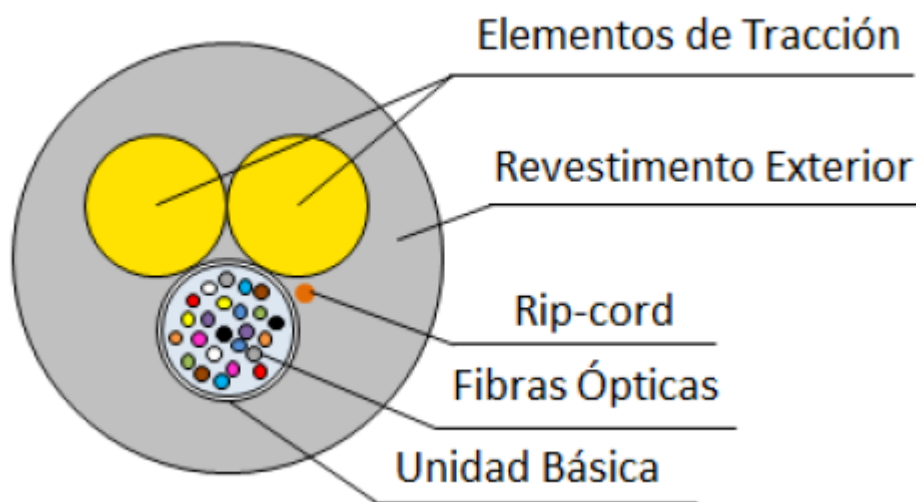 Elementos de Tracción
Revestimento Exterior
Rip-cord
Fibras Ópticas
Unidad Básica